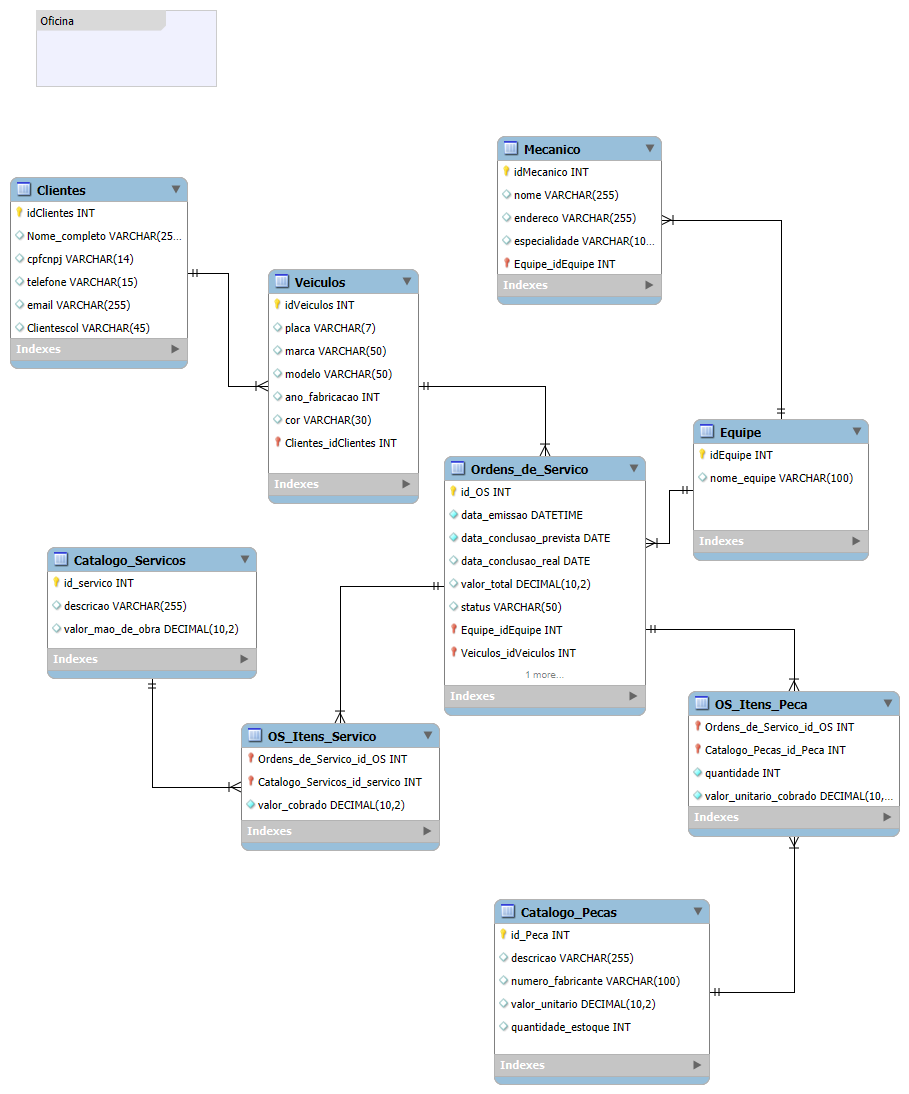 Oficina
Mecanico
idMecanico INT
nome VARCHAR(255)
endereco VARCHAR(255)
especialidade VARCHAR(10...
Equipe_idEquipe INT
Indexes
Clientes
idClientes INT
Nome_completo VARCHAR(25...
cpfcnpj VARCHAR(14)
telefone VARCHAR(15)
email VARCHAR(255)
Clientescol VARCHAR(45)
Indexes
Veiculos
idVeiculos INT
placa VARCHAR(7)
marca VARCHAR(50)
modelo VARCHAR(50)
ano_fabricacao INT
cor VARCHAR(30)
Clientes_idClientes INT
Indexes
Equipe
idEquipe INT
nome_equipe VARCHAR(100)
Indexes
Ordens_de_Servico
id_OS INT
data_emissao DATETIME
data_conclusao_prevista DATE
data_conclusao_real DATE
valor_total DECIMAL(10,2)
status VARCHAR(50)
Equipe_idEquipe INT
Veiculos_idVeiculos INT
1 more...
Indexes
Catalogo_Servicos
id_servico INT
descricao VARCHAR(255)
valor_mao_de_obra DECIMAL(10,2)
Indexes
OS_Itens_Servico
Ordens_de_Servico_id_OS INT
Catalogo_Servicos_id_servico INT
valor_cobrado DECIMAL(10,2)
Indexes
OS_Itens_Peca
Ordens_de_Servico_id_OS INT
Catalogo_Pecas_id_Peca INT
quantidade INT
valor_unitario_cobrado DECIMAL(10,...
Indexes
Catalogo_Pecas
id_Peca INT
descricao VARCHAR(255)
numero_fabricante VARCHAR(100)
valor_unitario DECIMAL(10,2)
quantidade_estoque INT
Indexes